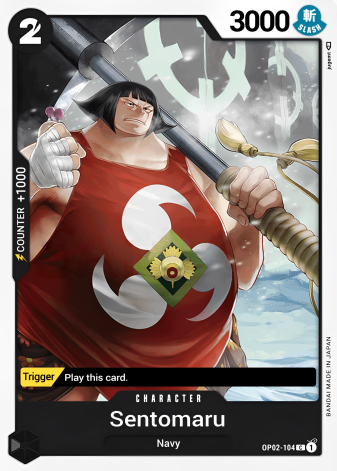 2
3000
斬
SLASH
jugonet
COUNTER +1000
Trigger Play this card.
CHARACTER
Sentomaru
Navy
OP02-104 C 1
BANDAI MADE IN JAPAN